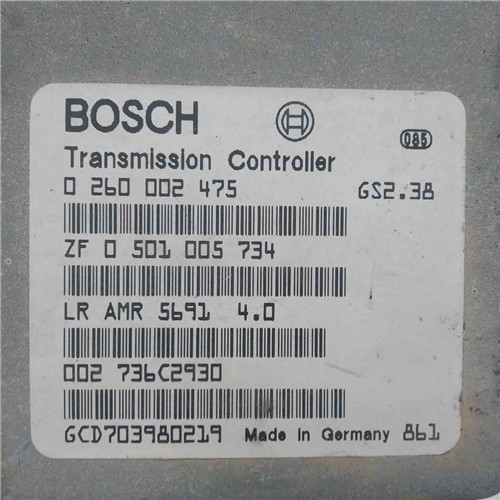 BOSCH
085
Transmission Controller
0 260 002 475 GS2.38
ZF 0 501 005 734
LR AMR 5691 4.0
002 736C2930
GCD703980219 Made in Germany 861